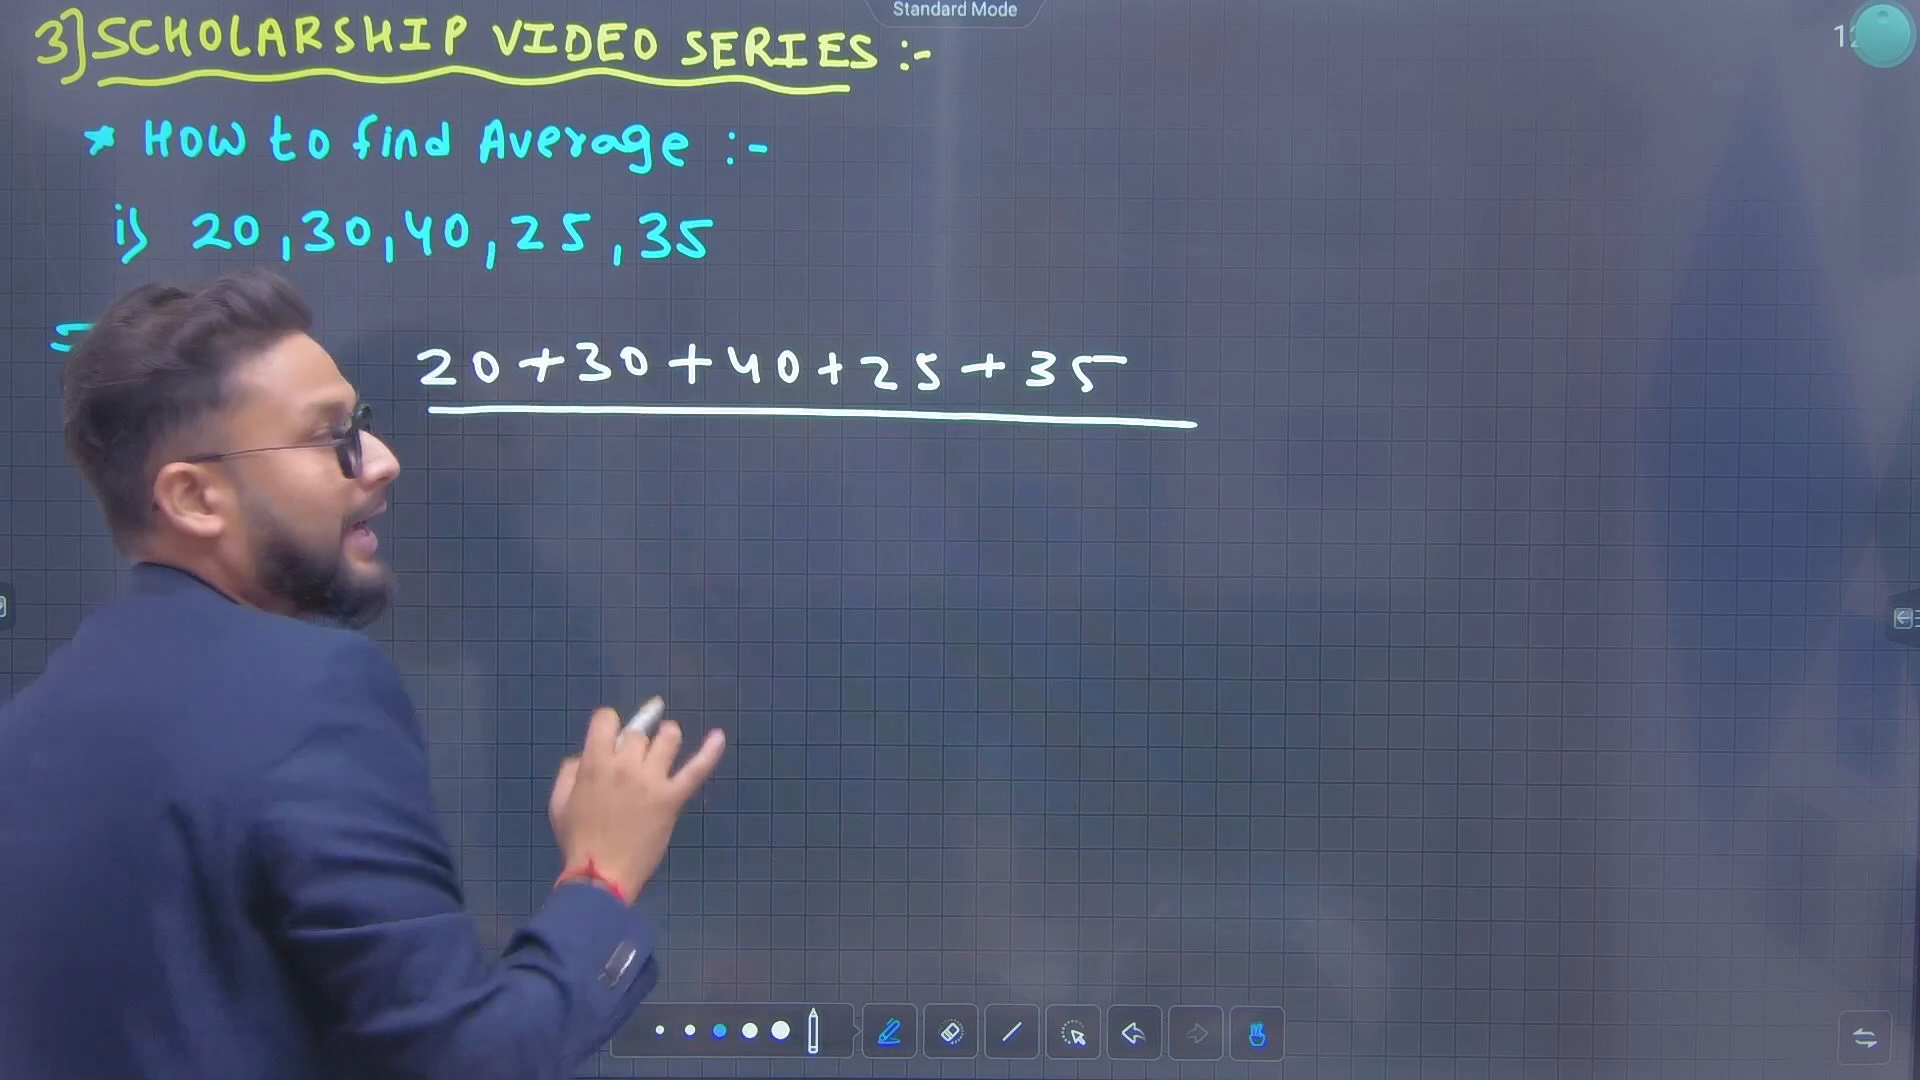 Standard Mode
3] SCHOLARSHIP VIDEO SERIES :-
* How to find Average :-
i) 20, 30, 40, 25, 35
=
20 + 30 + 40 + 25 + 35